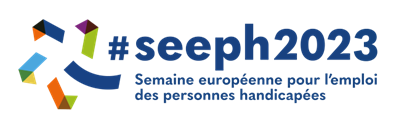 #seeph2023
Semaine européenne pour l'emploi
des personnes handicapées